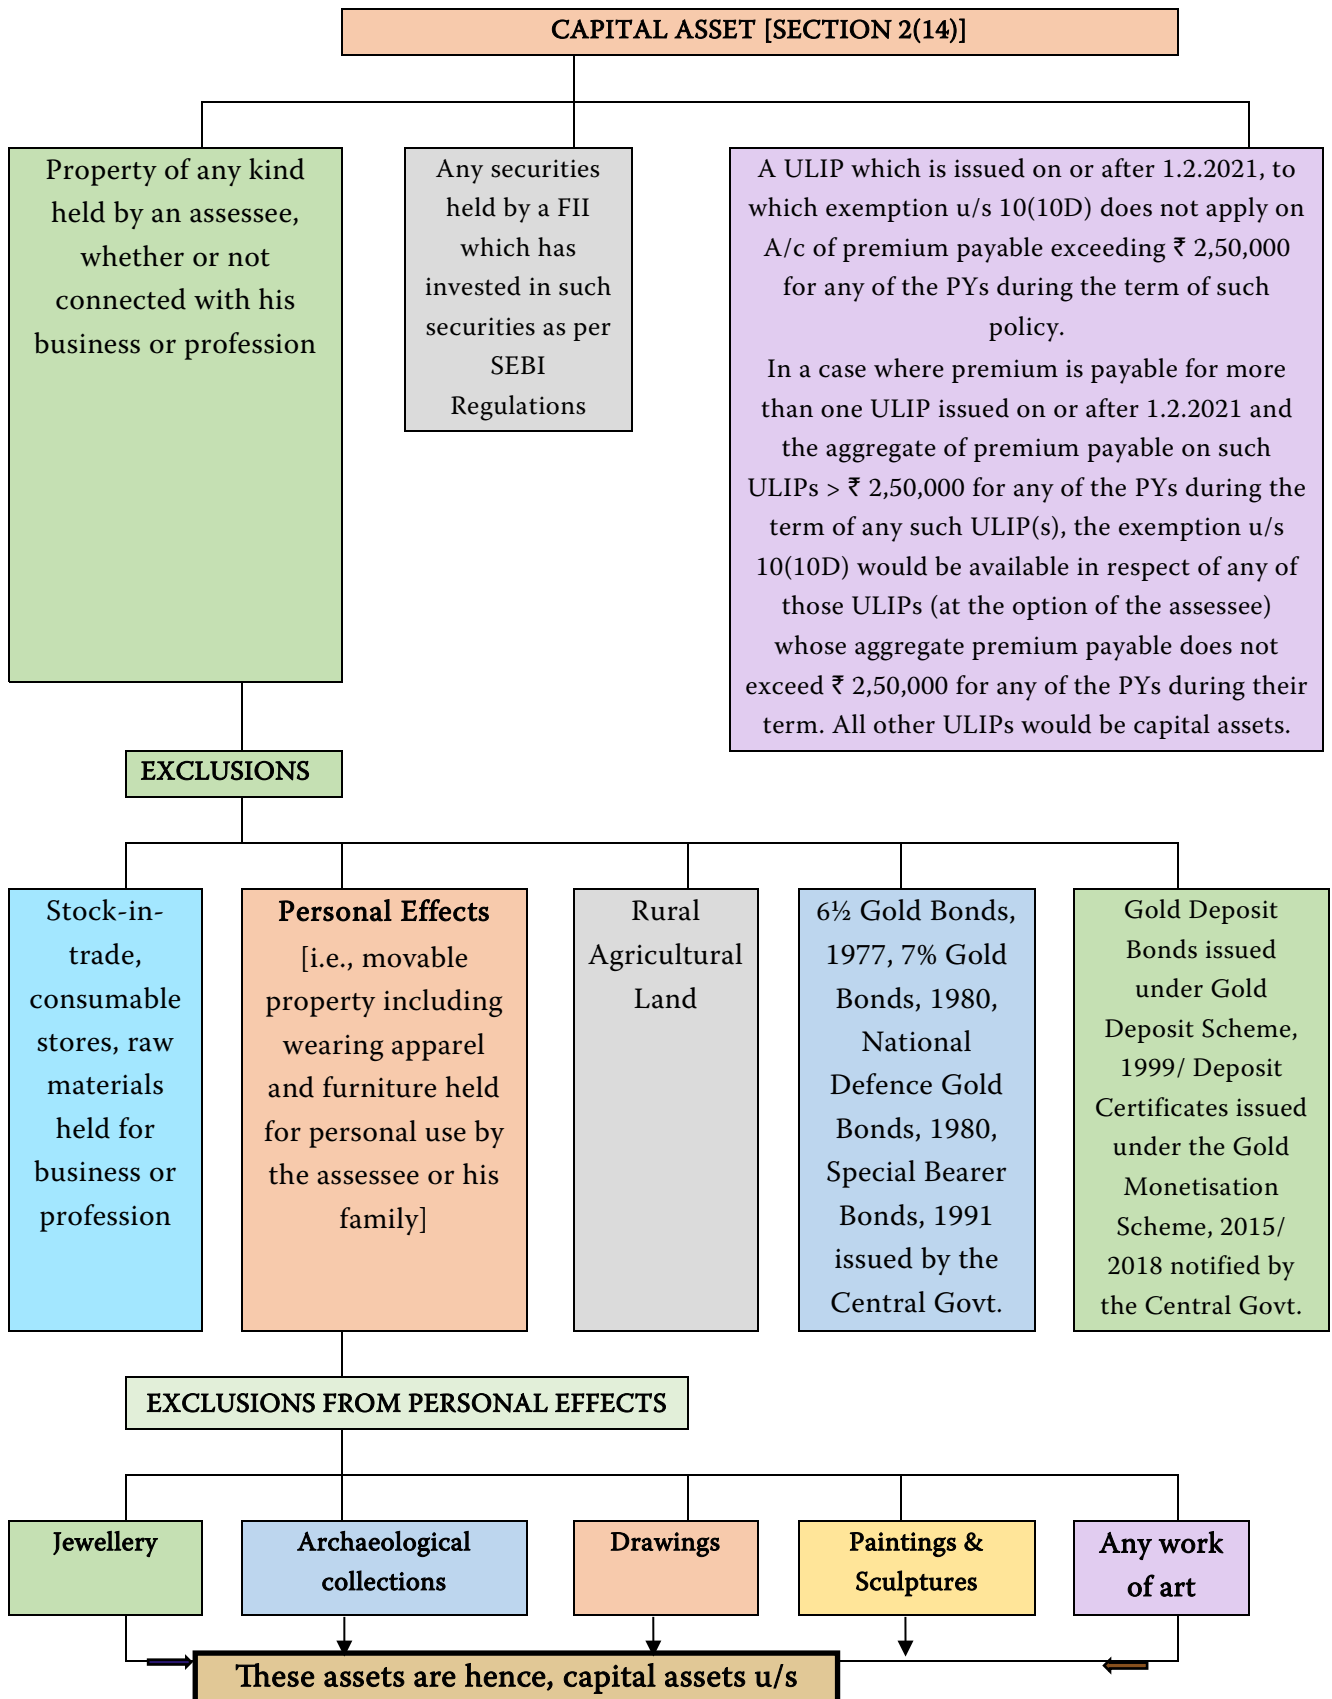 CAPITAL ASSET [SECTION 2(14)]
Property of any kind
held by an assessee,
whether or not
connected with his
business or profession
Any securities
held by a FII
which has
invested in such
securities as per
SEBI
Regulations
A ULIP which is issued on or after 1.2.2021, to
which exemption u/s 10(10D) does not apply on
A/c of premium payable exceeding ₹ 2,50,000
for any of the PYs during the term of such
policy.
In a case where premium is payable for more
than one ULIP issued on or after 1.2.2021 and
the aggregate of premium payable on such
ULIPs > ₹ 2,50,000 for any of the PYs during the
term of any such ULIP(s), the exemption u/s
10(10D) would be available in respect of any of
those ULIPs (at the option of the assessee)
whose aggregate premium payable does not
exceed ₹ 2,50,000 for any of the PYs during their
term. All other ULIPs would be capital assets.
EXCLUSIONS
Stock-in-
trade,
consumable
stores, raw
materials
held for
business or
profession
Personal Effects
[i.e., movable
property including
wearing apparel
and furniture held
for personal use by
the assessee or his
family]
Rural
Agricultural
Land
6½ Gold Bonds,
1977, 7% Gold
Bonds, 1980,
National
Defence Gold
Bonds, 1980,
Special Bearer
Bonds, 1991
issued by the
Central Govt.
Gold Deposit
Bonds issued
under Gold
Deposit Scheme,
1999/ Deposit
Certificates issued
under the Gold
Monetisation
Scheme, 2015/
2018 notified by
the Central Govt.
EXCLUSIONS FROM PERSONAL EFFECTS
Jewellery
Archaeological
collections
Drawings
Paintings &
Sculptures
Any work
of art
These assets are hence, capital assets u/s